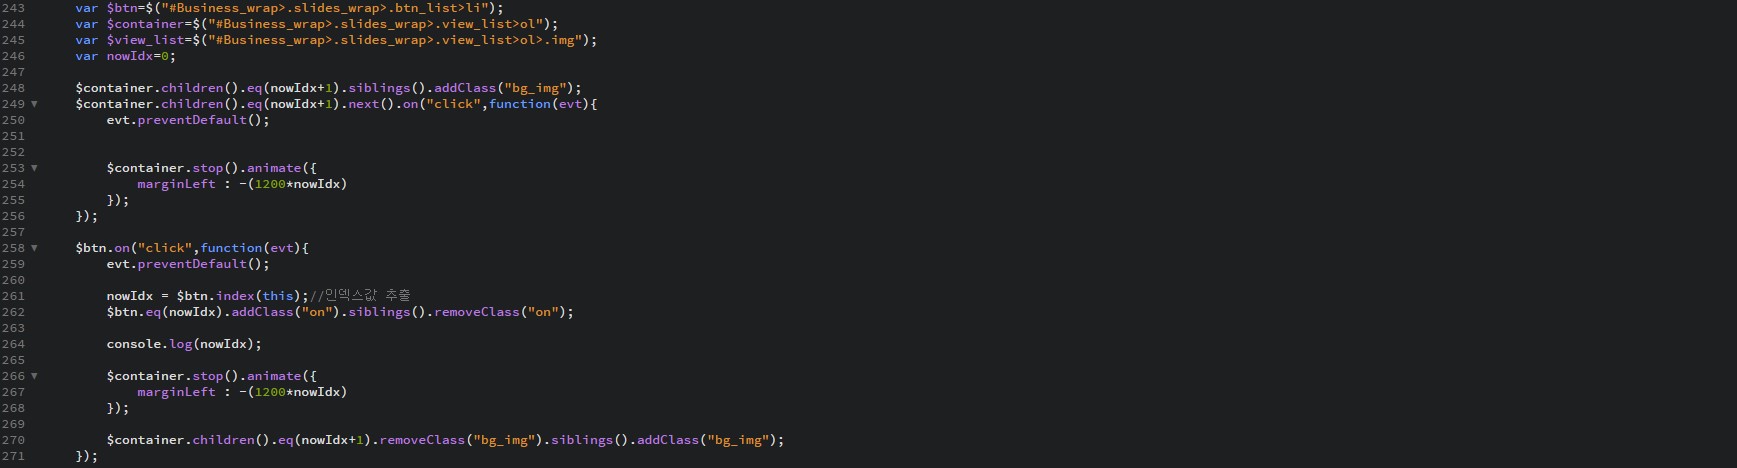 243 var $btn=$("#Business_wrap>.slides_wrap>.btn_list>li");
244 var $container=$("#Business_wrap>.slides_wrap>.view_list>ol");
245 var $view_list=$("#Business_wrap>.slides_wrap>.view_list>ol>.img");
246 var nowIdx=0;
247
248 $container.children().eq(nowIdx+1).siblings().addClass("bg_img");
249 $container.children().eq(nowIdx+1).next().on("click",function(evt){
250 evt.preventDefault();
251
252
253 $container.stop().animate({
254 marginLeft : -(1200*nowIdx)
255 });
256 });
257
258 $btn.on("click",function(evt){
259 evt.preventDefault();
260
261 nowIdx = $btn.index(this);//인덱스값 추출
262 $btn.eq(nowIdx).addClass("on").siblings().removeClass("on");
263
264 console.log(nowIdx);
265
266 $container.stop().animate({
267 marginLeft : -(1200*nowIdx)
268 });
269
270 $container.children().eq(nowIdx+1).removeClass("bg_img").siblings().addClass("bg_img");
271 });